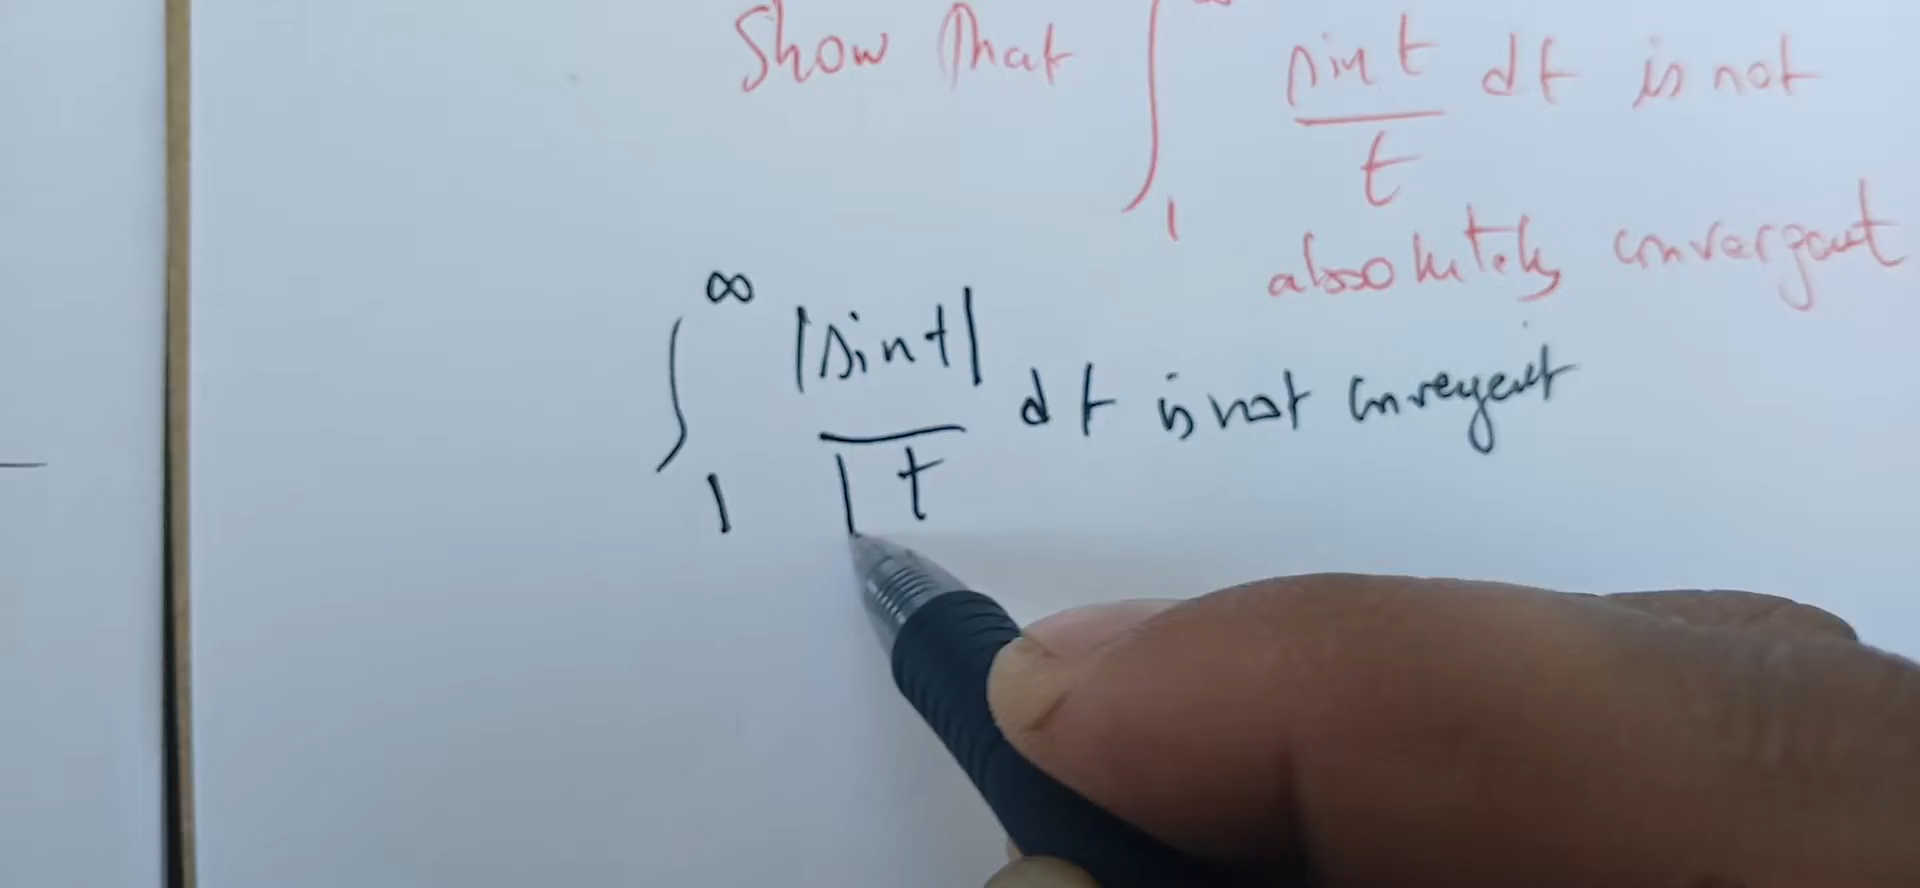 Show that ∫₁^∞ sin t / t dt is not
absolutely convergent
∫₁^∞ |sin t| / | t dt is not convergent